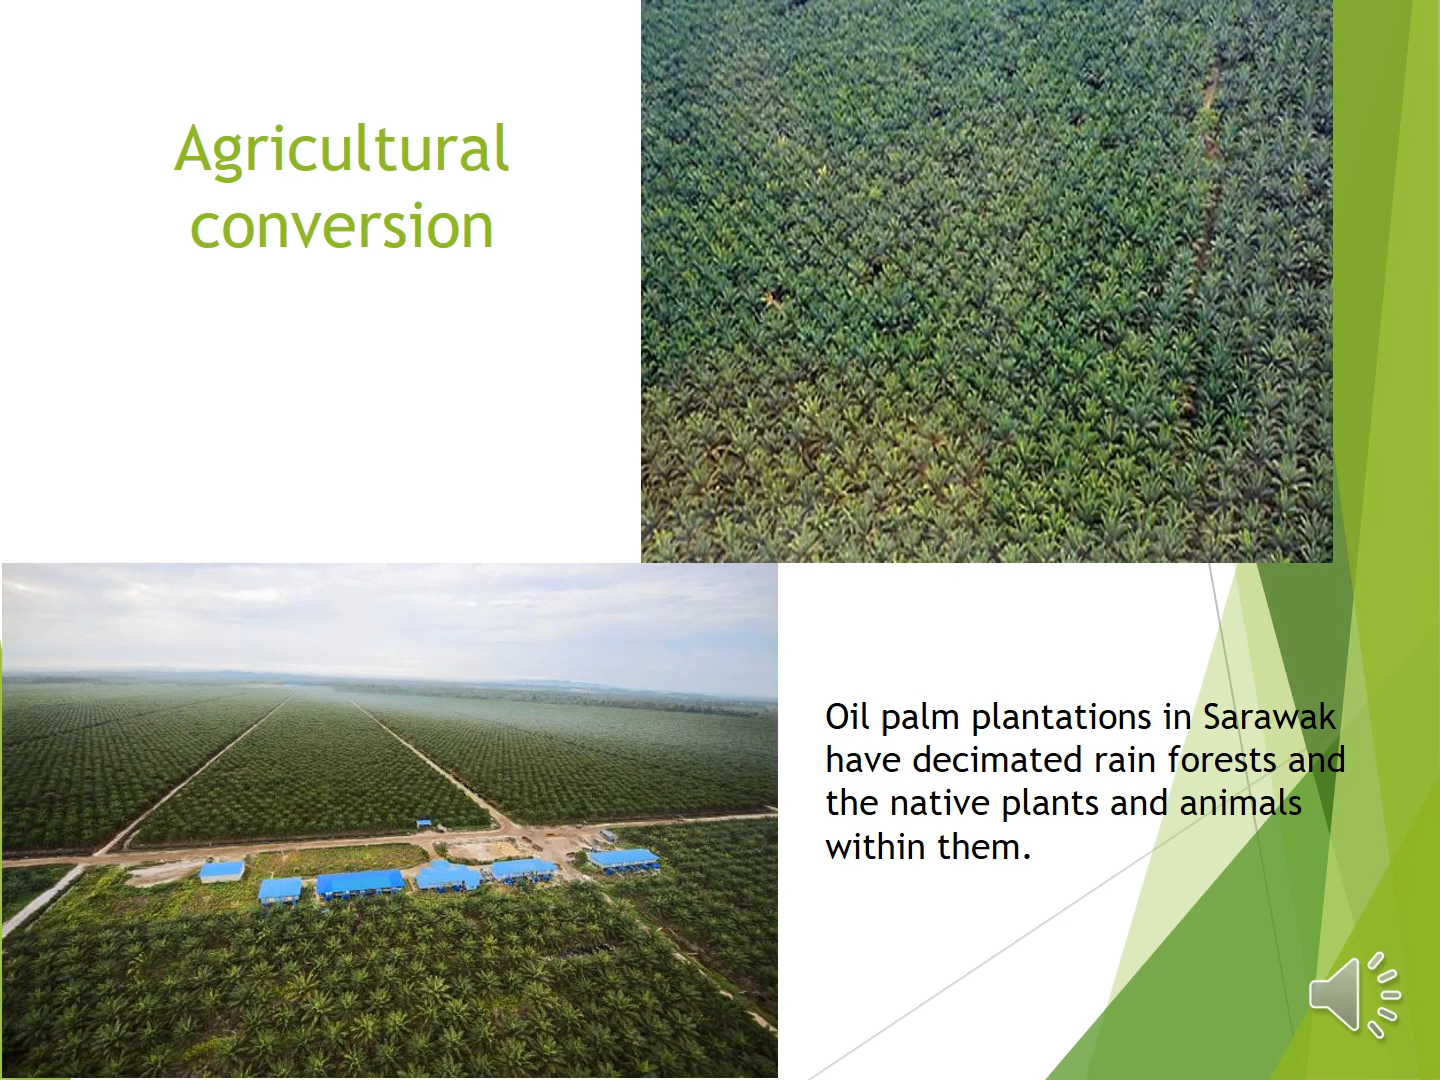 Agricultural
conversion
Oil palm plantations in Sarawak
have decimated rain forests and
the native plants and animals
within them.